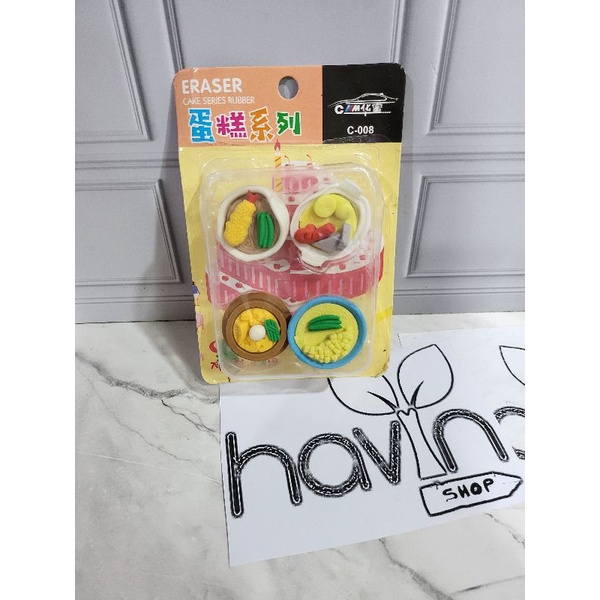 ERASER
CAKE SERIES RUBBER
蛋糕系列
C-008
havin
SHOP